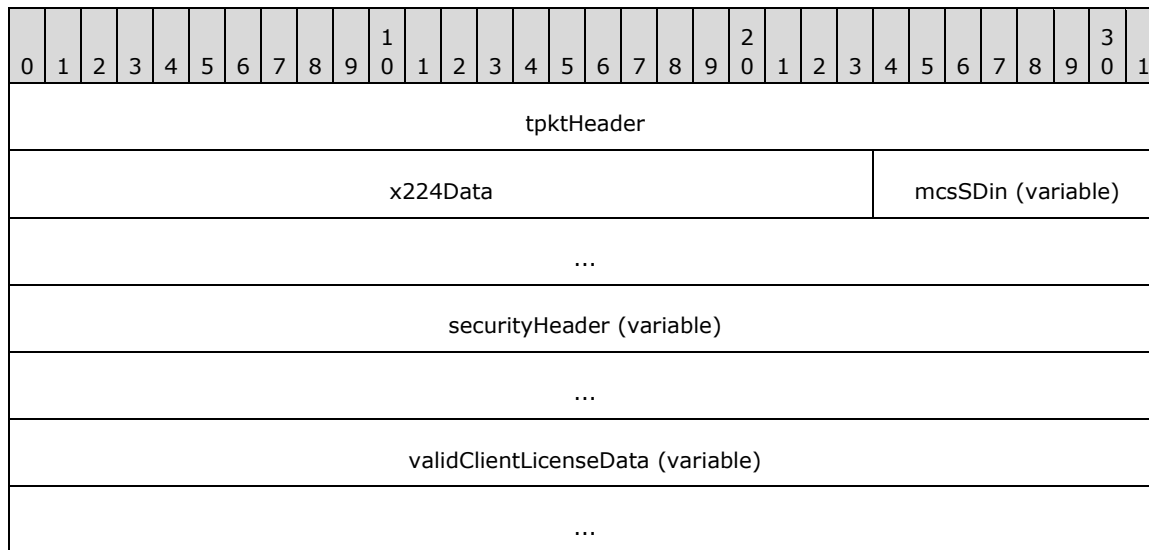 1 2 3
0 1 2 3 4 5 6 7 8 9 0 1 2 3 4 5 6 7 8 9 0 1 2 3 4 5 6 7 8 9 0 1
tpktHeader
x224Data mcsSDin (variable)
...
securityHeader (variable)
...
validClientLicenseData (variable)
...